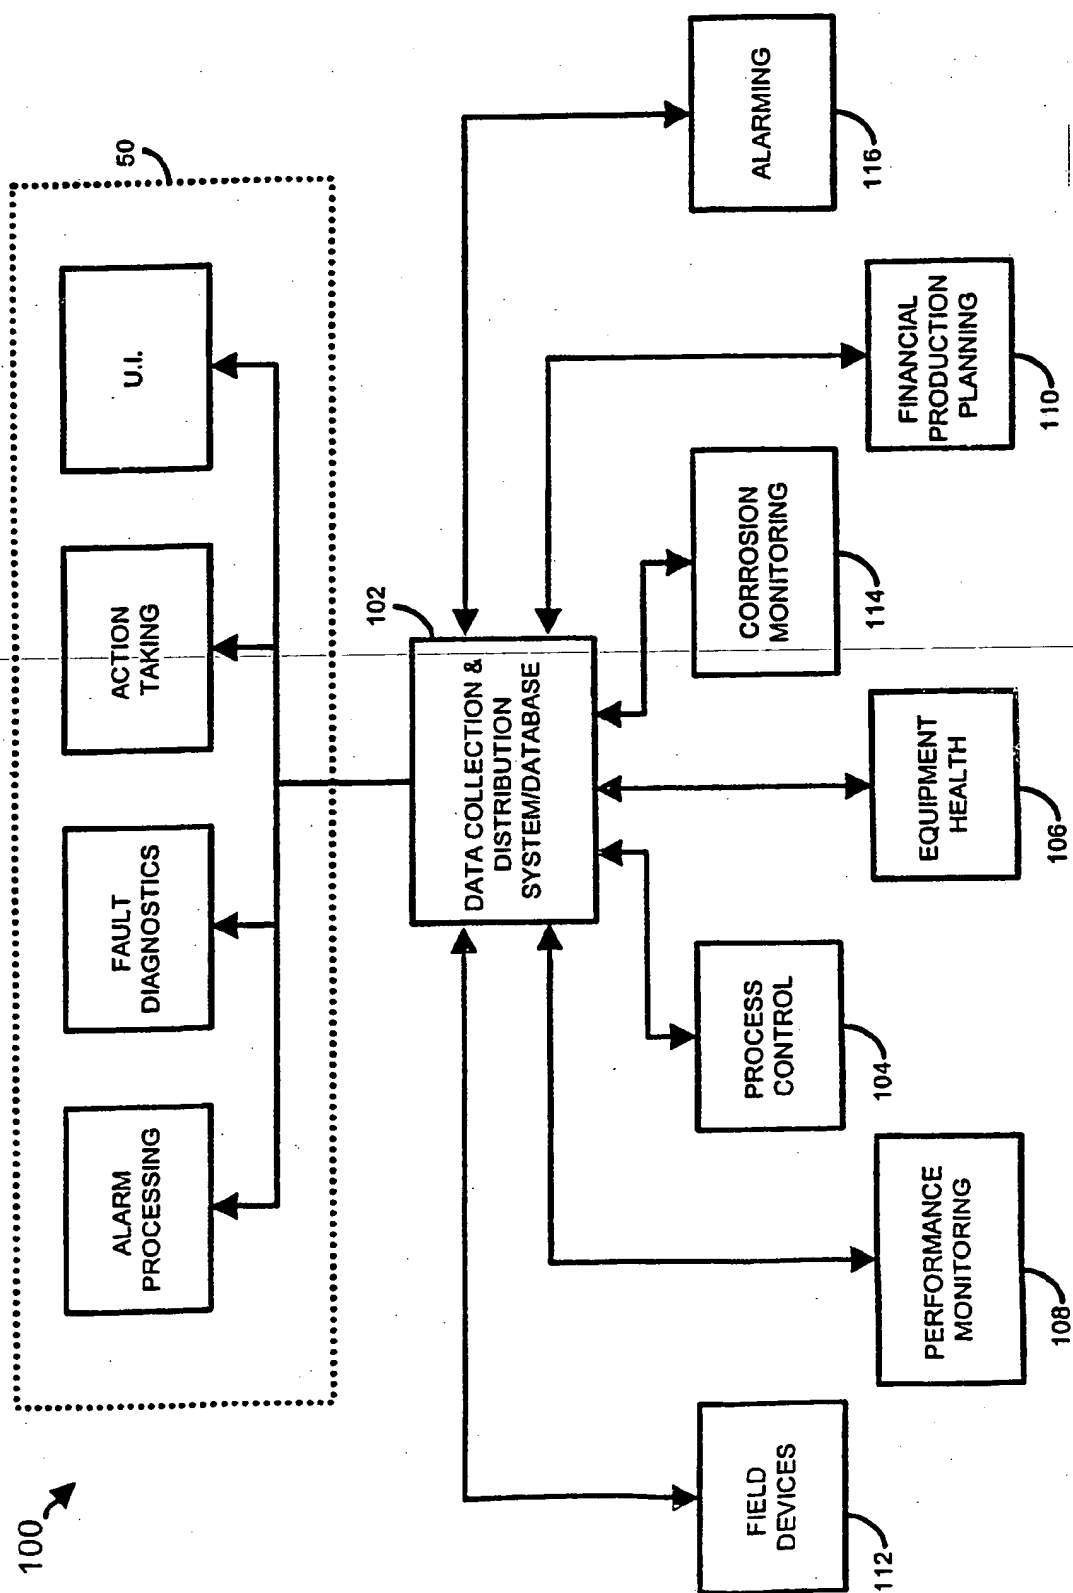 100
50
ALARM
PROCESSING
FAULT
DIAGNOSTICS
ACTION
TAKING
U.I.
102
DATA COLLECTION &
DISTRIBUTION
SYSTEM/DATABASE
FIELD
DEVICES
112
PERFORMANCE
MONITORING
108
PROCESS
CONTROL
104
EQUIPMENT
HEALTH
106
CORROSION
MONITORING
114
FINANCIAL
PRODUCTION
PLANNING
110
ALARMING
116